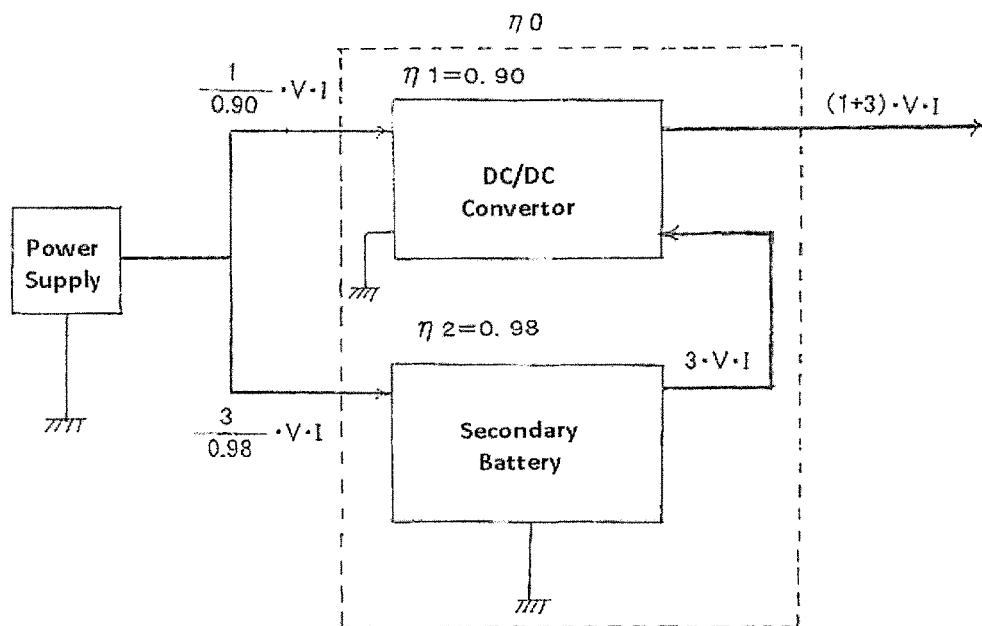 η 0
η 1=0. 90
1/0.90 ·V·I
(1+3)·V·I
DC/DC
Convertor
Power
Supply
η 2=0. 98
3·V·I
3/0.98 ·V·I
Secondary
Battery